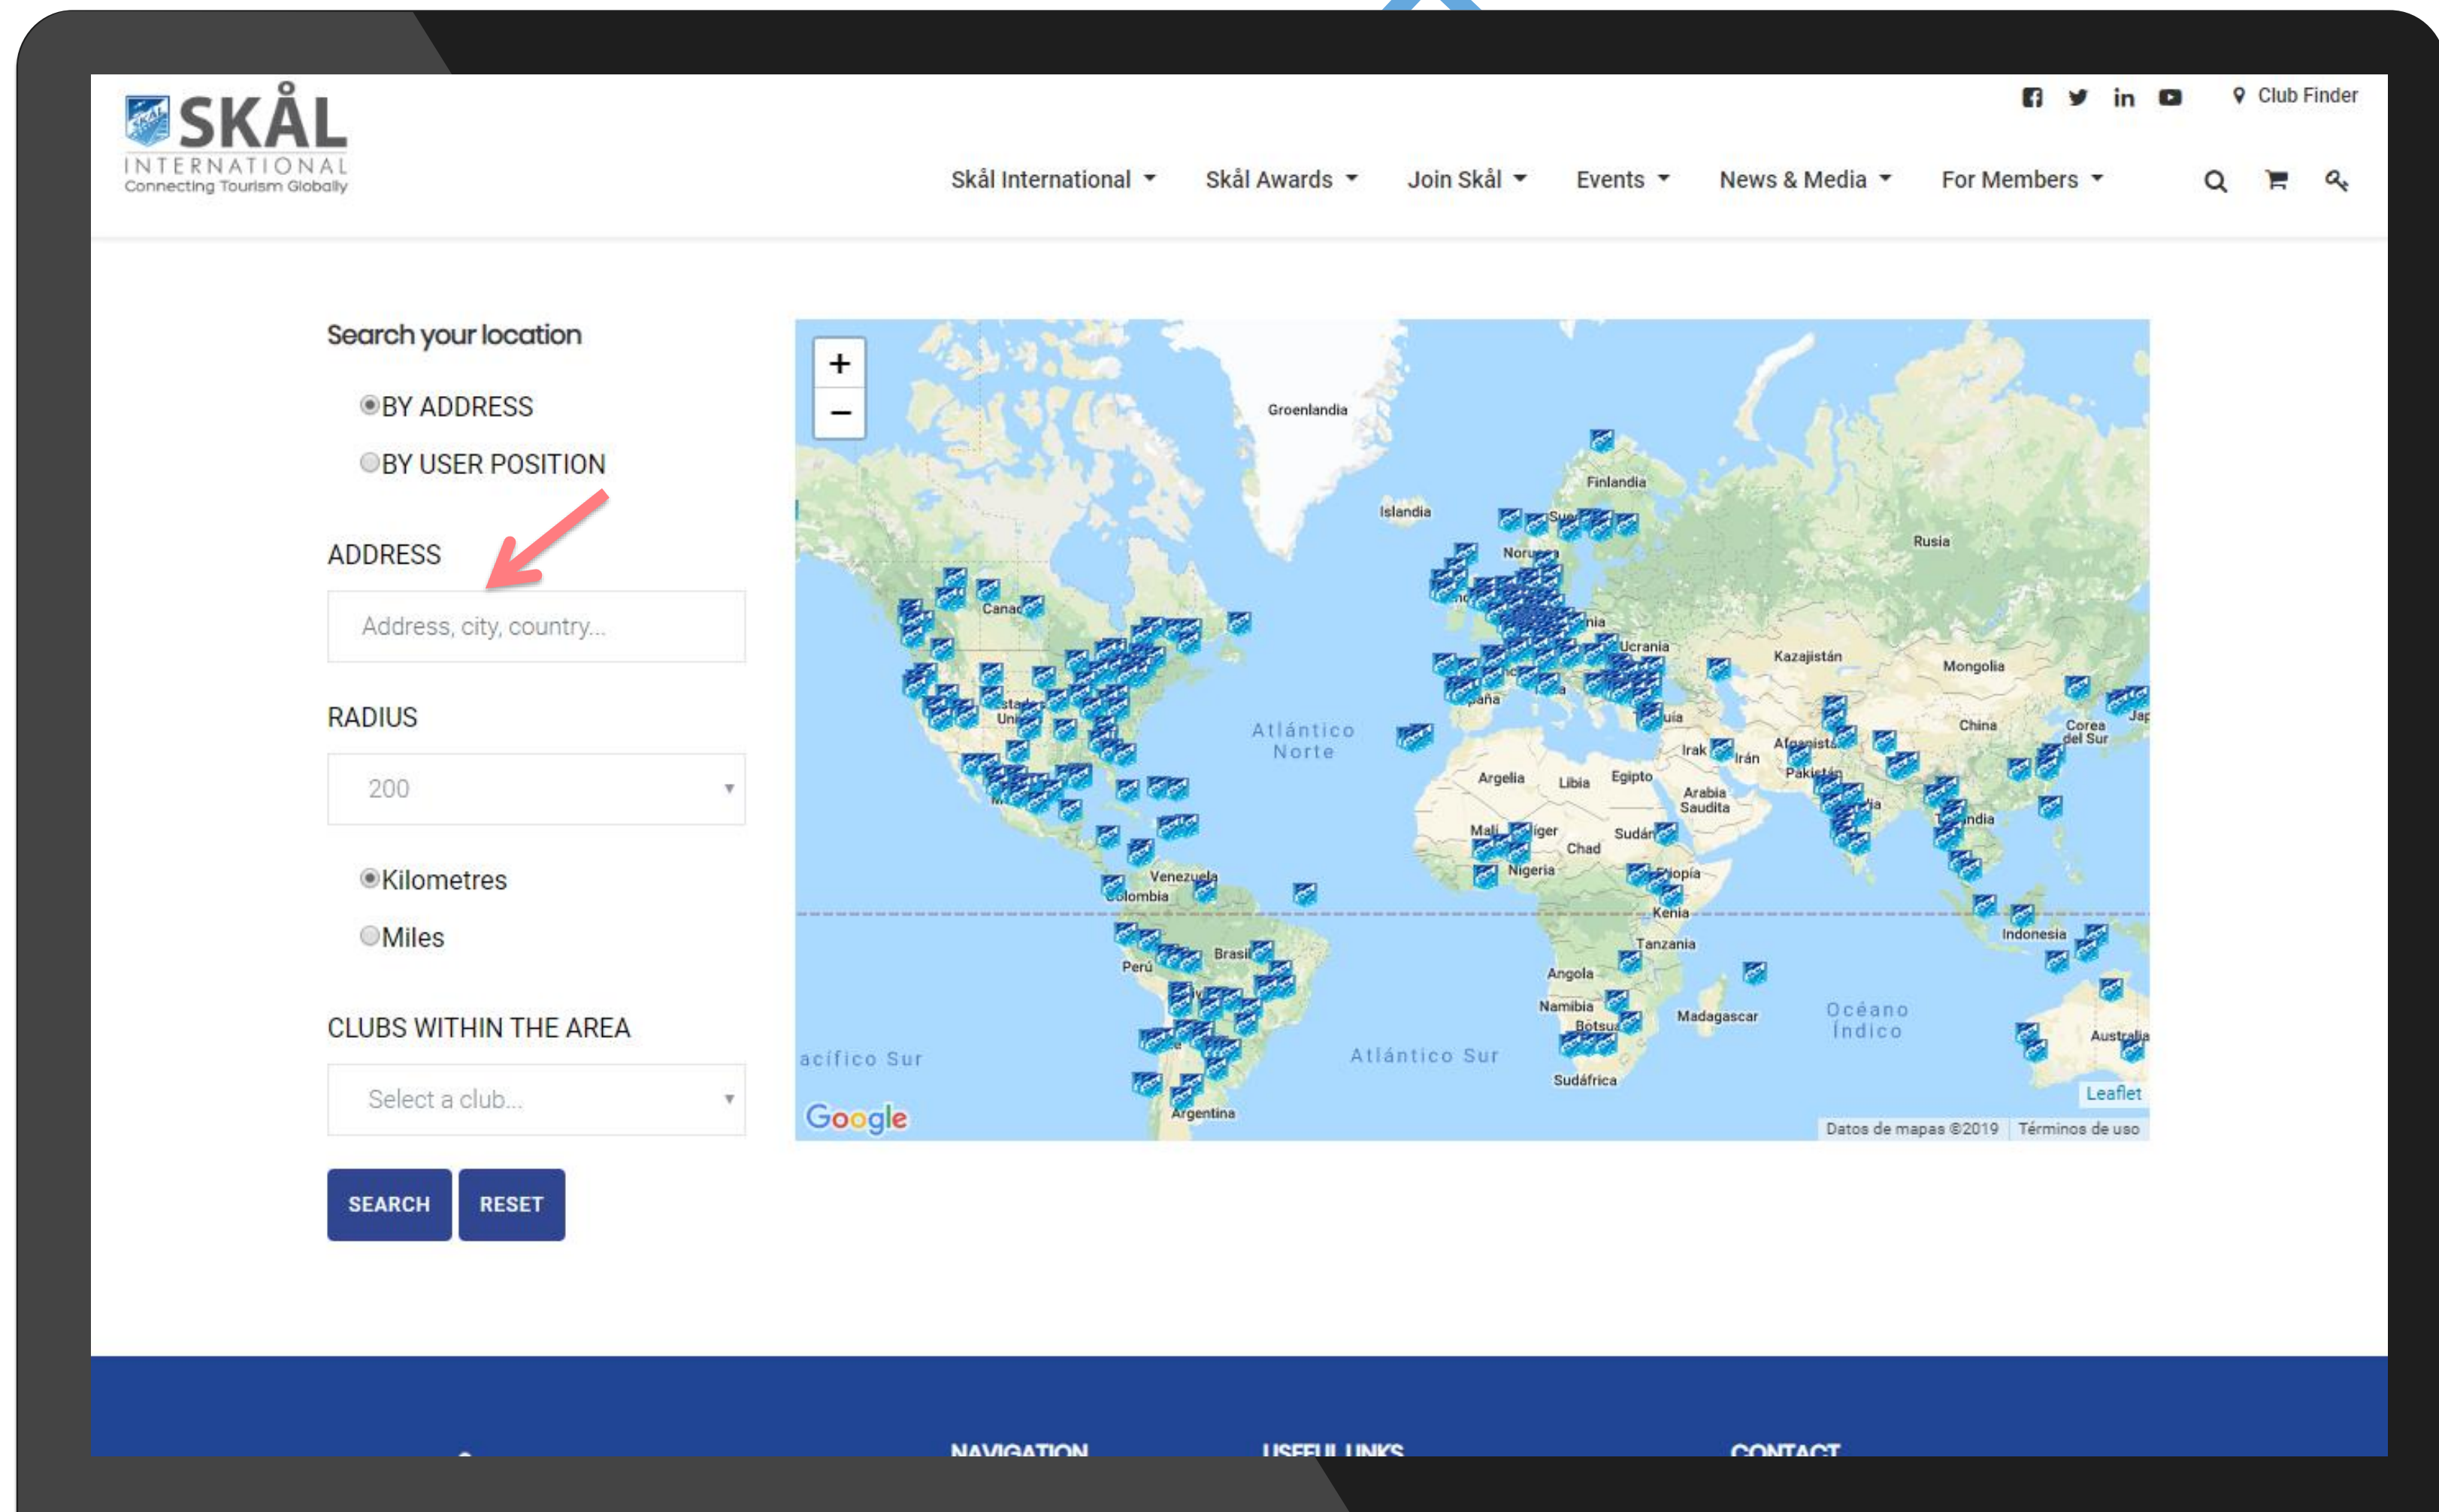 SKÅL
INTERNATIONAL
Connecting Tourism Globally
Club Finder
Skål International
Skål Awards
Join Skål
Events
News & Media
For Members
Search your location
BY ADDRESS
BY USER POSITION
ADDRESS
Address, city, country...
RADIUS
200
Kilometres
Miles
CLUBS WITHIN THE AREA
Select a club...
SEARCH
RESET
+
−
Groenlandia
Finlandia
Islandia
Rusia
Ucrania
Kazajistán
Mongolia
Atlántico
Norte
China
Corea
del Sur
Irak
Irán
Pakistán
Argelia
Libia
Egipto
Arabia
Saudita
Malí
Sudán
Chad
Nigeria
Venezuela
Kenia
Indonesia
Tanzania
Brasil
Perú
Angola
Namibia
Madagascar
Océano
Índico
Australia
acífico Sur
Atlántico Sur
Sudáfrica
Argentina
Leaflet
Google
Datos de mapas ©2019
Términos de uso
NAVIGATION
USEFUL LINKS
CONTACT